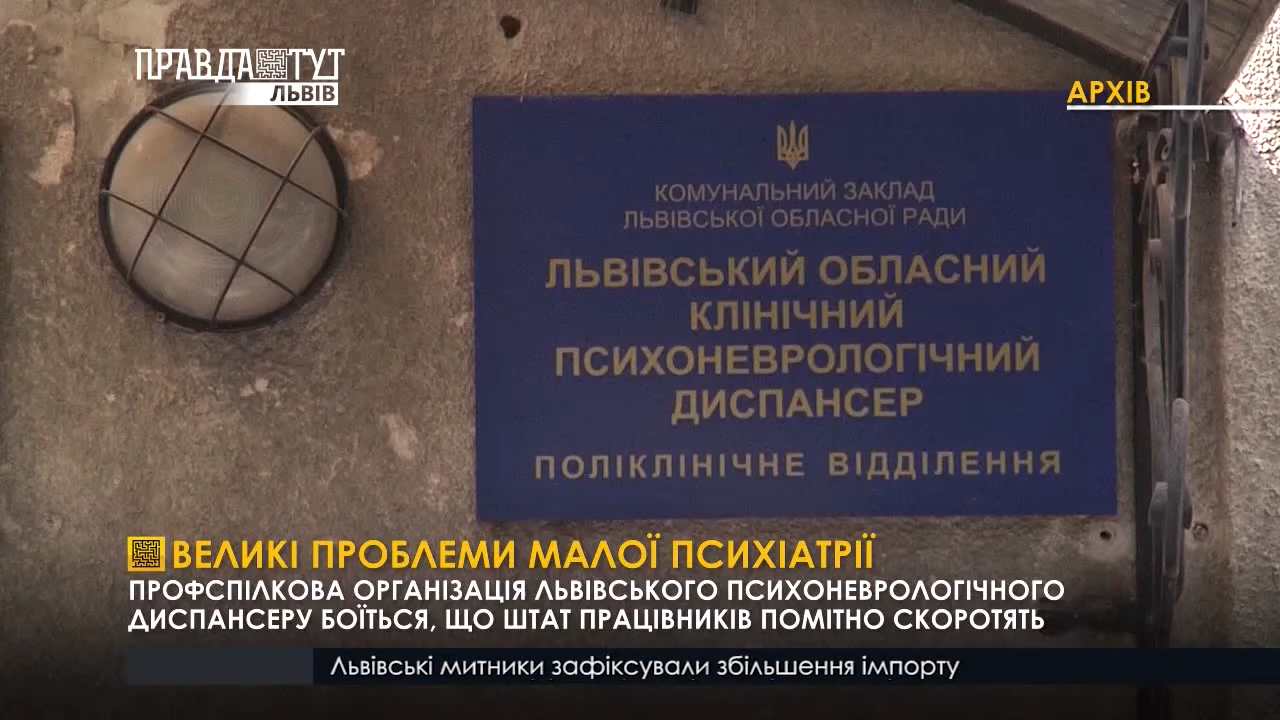 ПРАВДА ТУТ
ЛЬВІВ
АРХІВ
КОМУНАЛЬНИЙ ЗАКЛАД
ЛЬВІВСЬКОЇ ОБЛАСНОЇ РАДИ
ЛЬВІВСЬКИЙ ОБЛАСНИЙ
КЛІНІЧНИЙ
ПСИХОНЕВРОЛОГІЧНИЙ
ДИСПАНСЕР
ПОЛІКЛІНІЧНЕ ВІДДІЛЕННЯ
ВЕЛИКІ ПРОБЛЕМИ МАЛОЇ ПСИХІАТРІЇ
ПРОФСПІЛКОВА ОРГАНІЗАЦІЯ ЛЬВІВСЬКОГО ПСИХОНЕВРОЛОГІЧНОГО
ДИСПАНСЕРУ БОЇТЬСЯ, ЩО ШТАТ ПРАЦІВНИКІВ ПОМІТНО СКОРОТЯТЬ
Львівські митники зафіксували збільшення імпорту